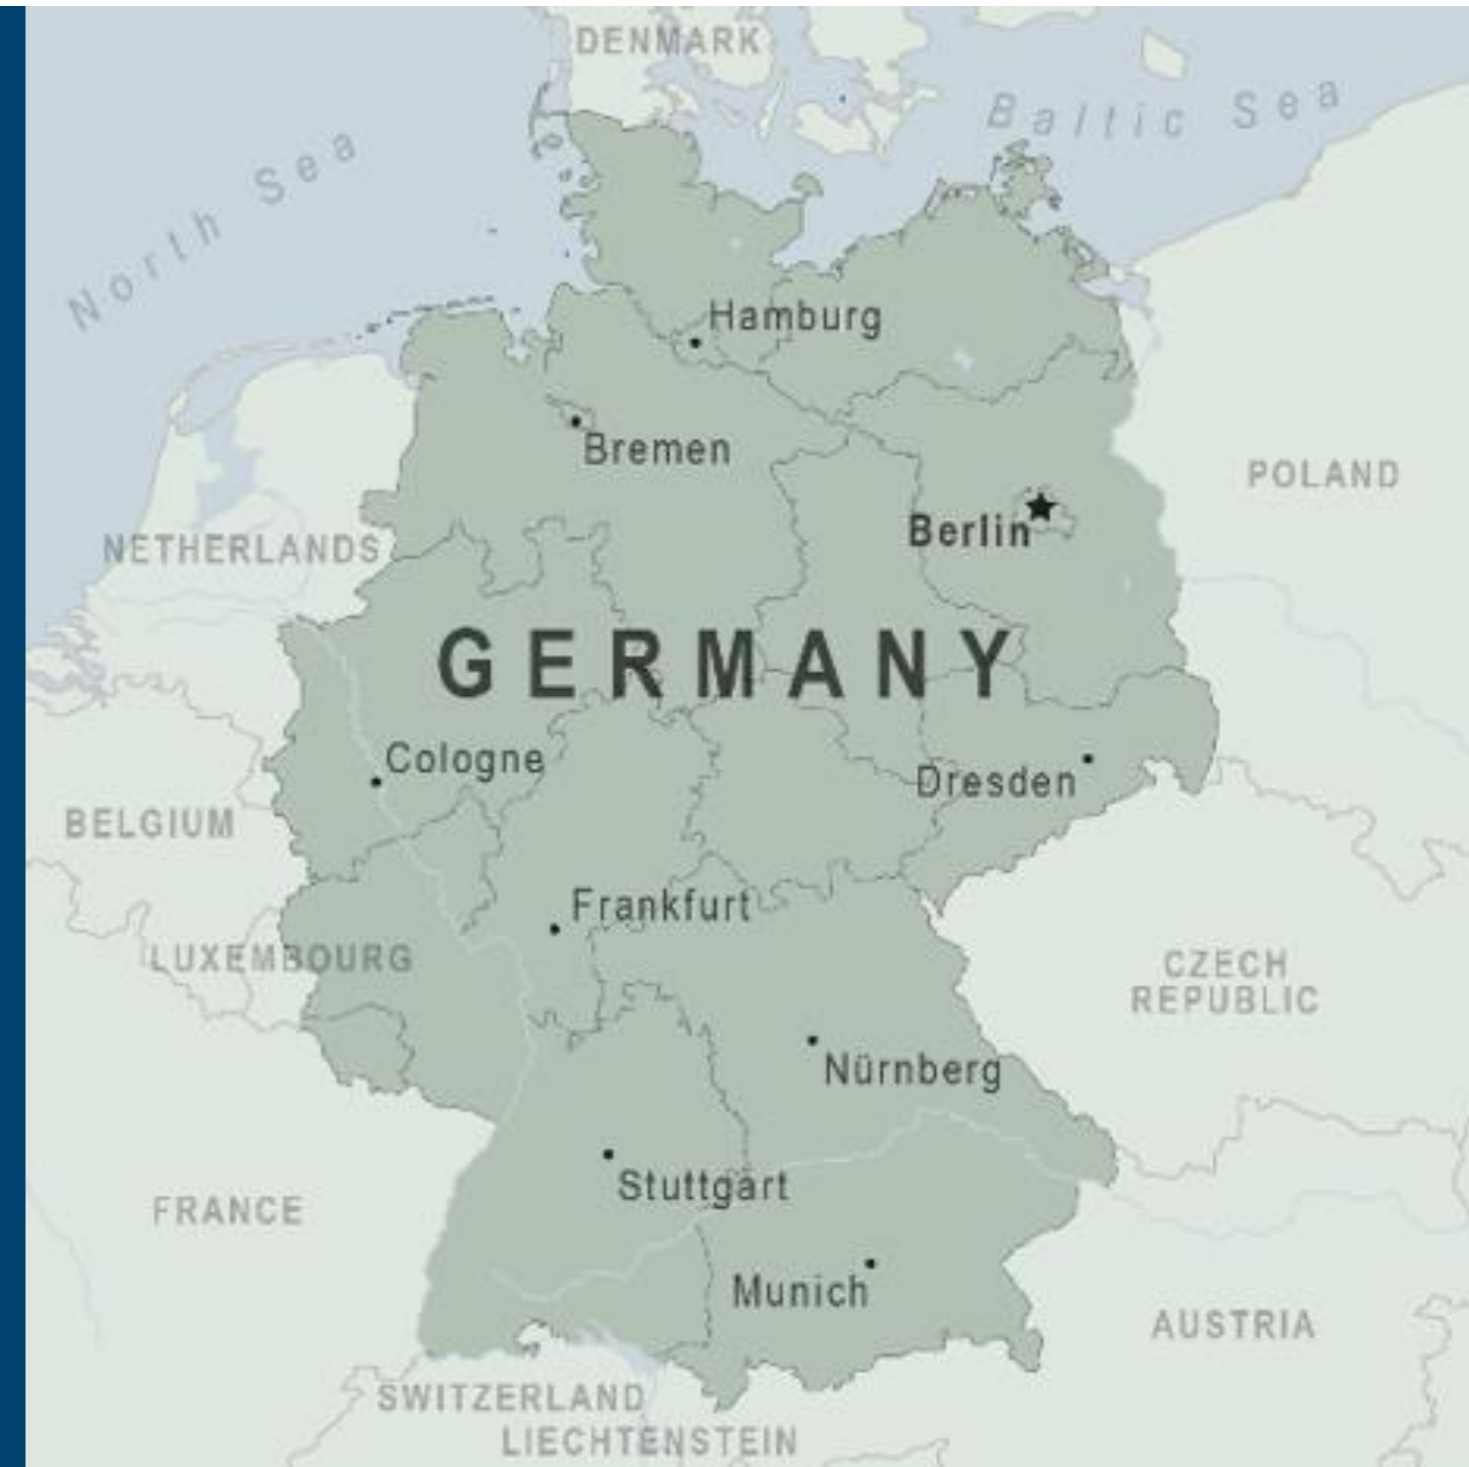 DENMARK
Baltic Sea
North Sea
Hamburg
Bremen
POLAND
Berlin
NETHERLANDS
GERMANY
Cologne
Dresden
BELGIUM
Frankfurt
LUXEMBOURG
CZECH
REPUBLIC
Nürnberg
Stuttgart
FRANCE
Munich
AUSTRIA
SWITZERLAND
LIECHTENSTEIN